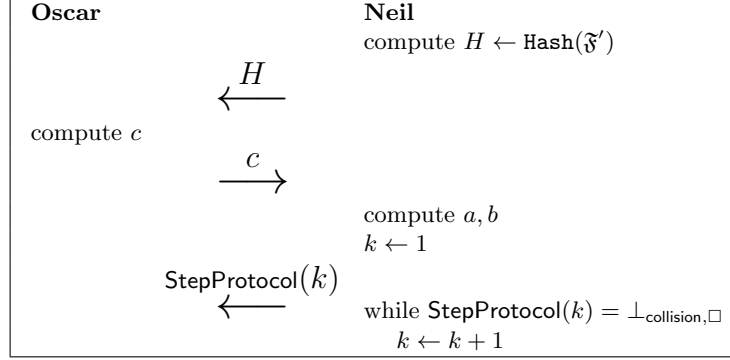 Oscar Neil
compute H ← Hash(𝔉′)
H
compute c
c
compute a, b
k ← 1
StepProtocol(k)
while StepProtocol(k) = ⊥collision,□
k ← k + 1